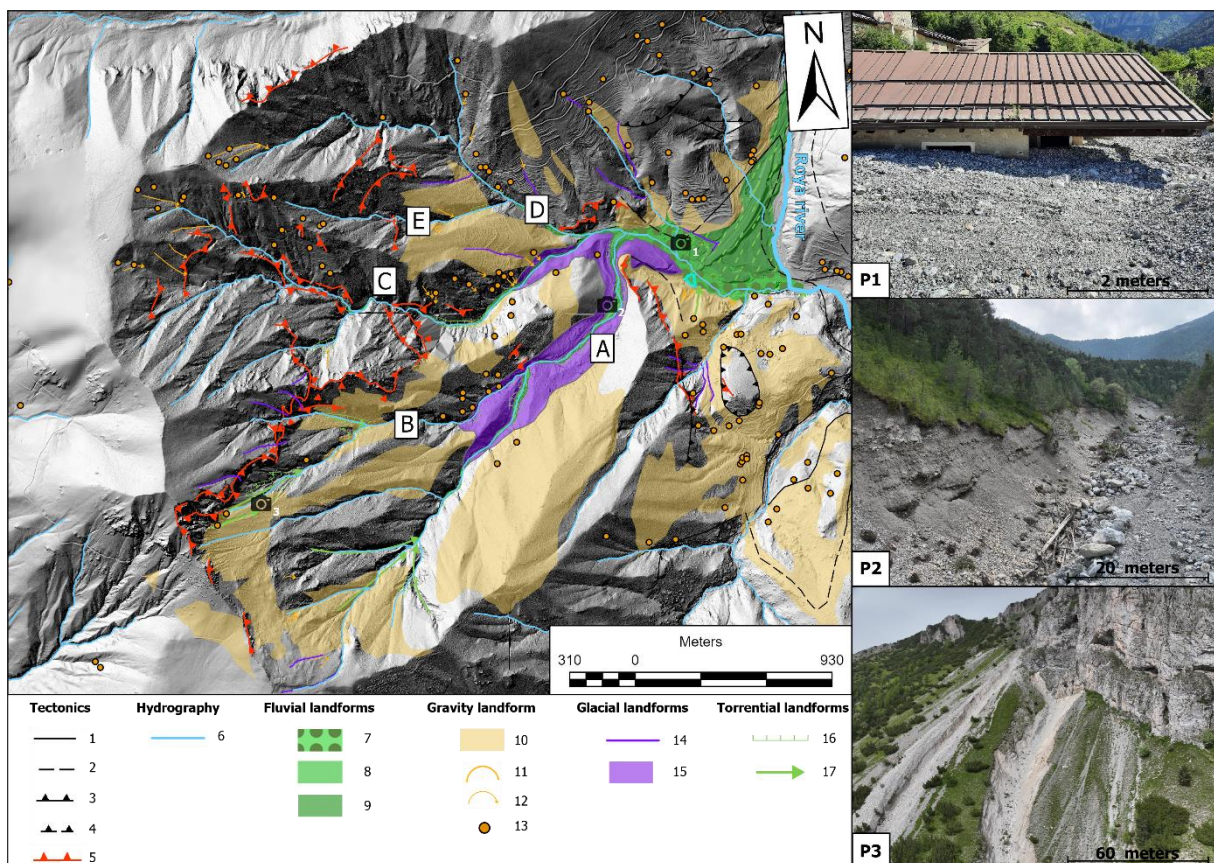 N
Roya river
1
E
D
C
2
A
B
3
Meters
310 0 930
P1
2 meters
P2
20 meters
P3
60 meters
Tectonics
1
2
3
4
5
Hydrography
6
Fluvial landforms
7
8
9
Gravity landform
10
11
12
13
Glacial landforms
14
15
Torrential landforms
16
17